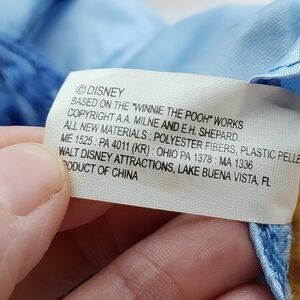 ©DISNEY
BASED ON THE "WINNIE THE POOH" WORKS
COPYRIGHT A.A. MILNE AND E.H. SHEPARD.
ALL NEW MATERIALS : POLYESTER FIBERS, PLASTIC PELLE
ME 1525 : PA 4011 (KR) : OHIO PA 1378 : MA 1336
WALT DISNEY ATTRACTIONS, LAKE BUENA VISTA, FL
PRODUCT OF CHINA